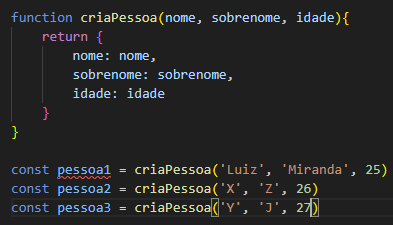 function criaPessoa(nome, sobrenome, idade){
    return {
        nome: nome,
        sobrenome: sobrenome,
        idade: idade
    }
}

const pessoa1 = criaPessoa('Luiz', 'Miranda', 25)
const pessoa2 = criaPessoa('X', 'Z', 26)
const pessoa3 = criaPessoa('Y', 'J', 27)